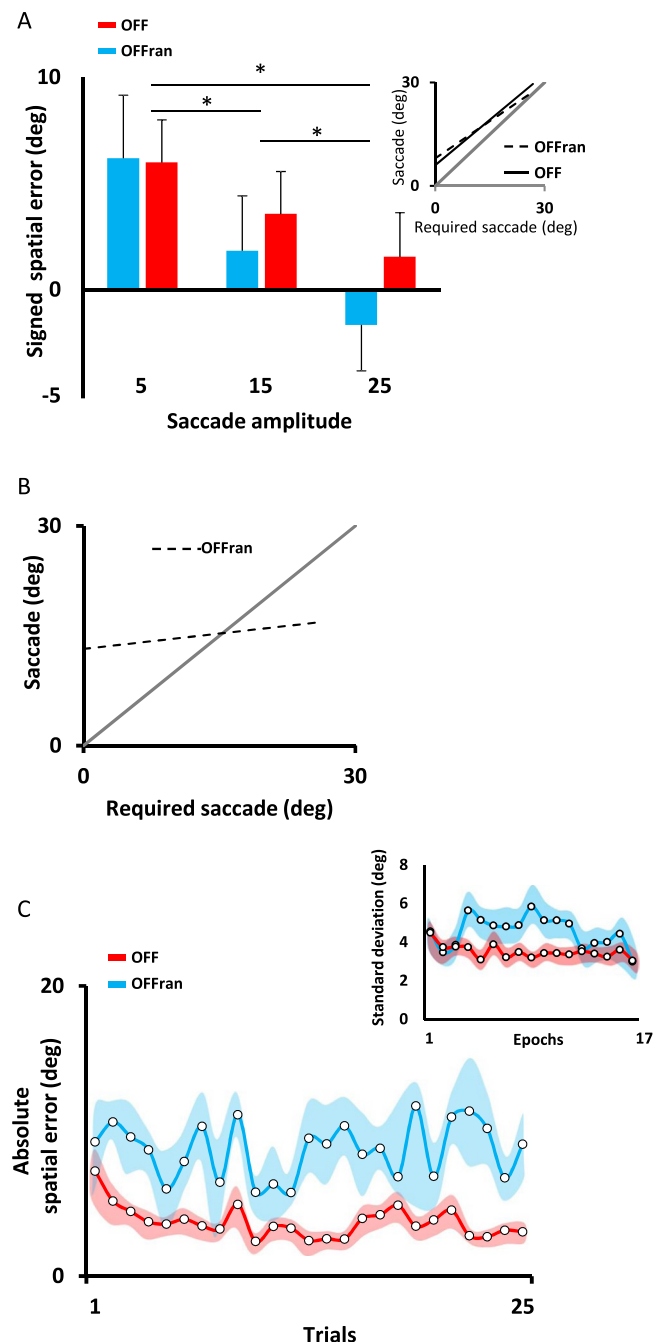 A
OFF
OFFran
10
0
-5
Signed spatial error (deg)
*
*
*
5 15 25
Saccade amplitude
30
0
Saccade (deg)
OFFran
OFF
0 30
Required saccade (deg)
B
30
0
Saccade (deg)
OFFran
0 30
Required saccade (deg)
C
OFF
OFFran
20
0
Absolute
spatial error (deg)
1 25
Trials
8
6
4
2
0
Standard deviation (deg)
1 Epochs 17